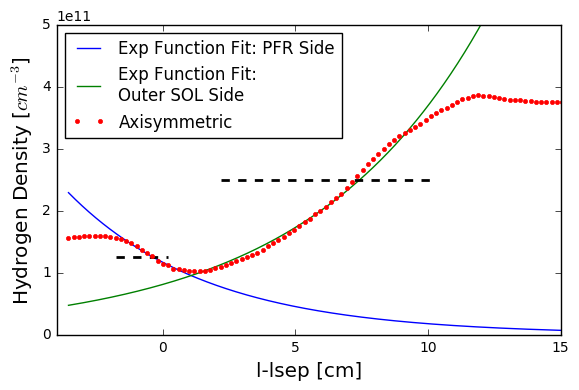 1e11
5
4
3
2
1
0
Hydrogen Density [cm⁻³]
Exp Function Fit: PFR Side
Exp Function Fit:
Outer SOL Side
Axisymmetric
0 5 10 15
l-lsep [cm]